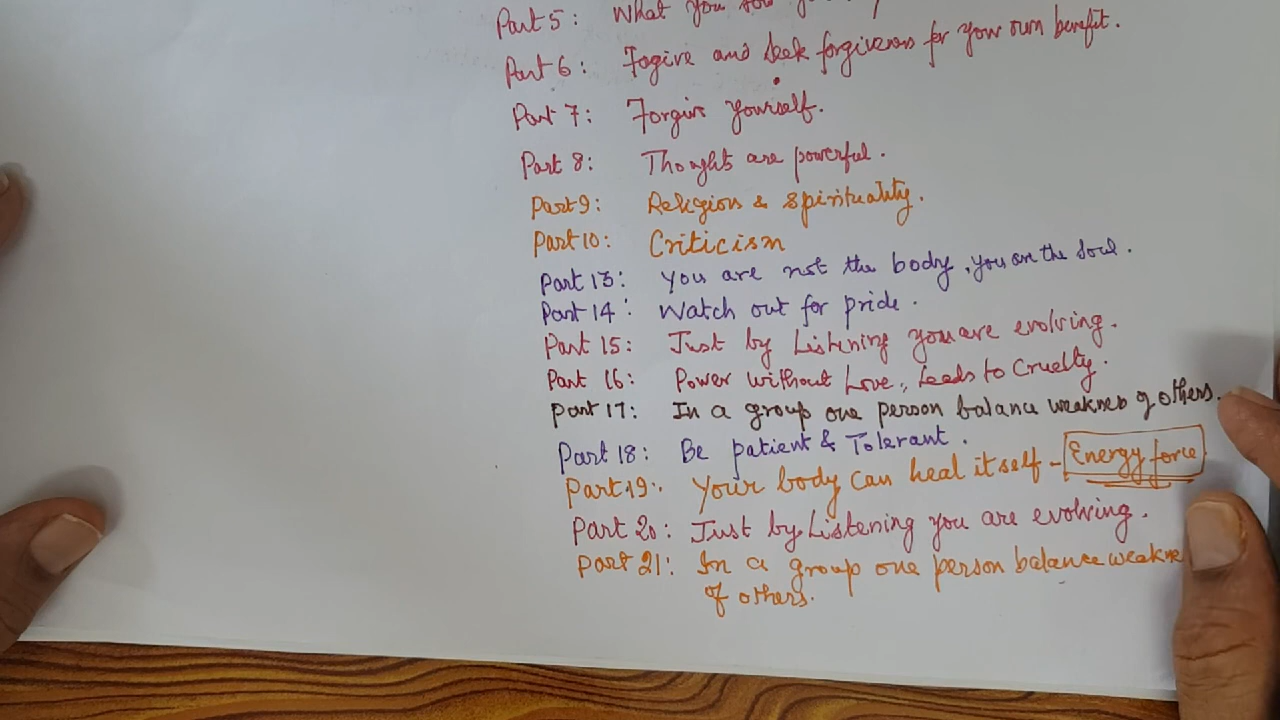 Part 5: What you
Part 6: Fogive and seek forgiveness for your own benefit.
Part 7: Forgive yourself.
Part 8: Thoughts are powerful.
Part 9: Religion & Spirituality.
Part 10: Criticism
Part 13: You are not the body, you are the Soul.
Part 14: Watch out for pride.
Part 15: Just by Listening you are evolving.
Part 16: Power without Love, Leads to Cruelty.
Part 17: In a group one person balance weakness of others.
Part 18: Be patient & Tolerant.
Part 19: Your body can heal itself - Energy force
Part 20: Just by Listening you are evolving.
Part 21: In a group one person balance weakne
of others.